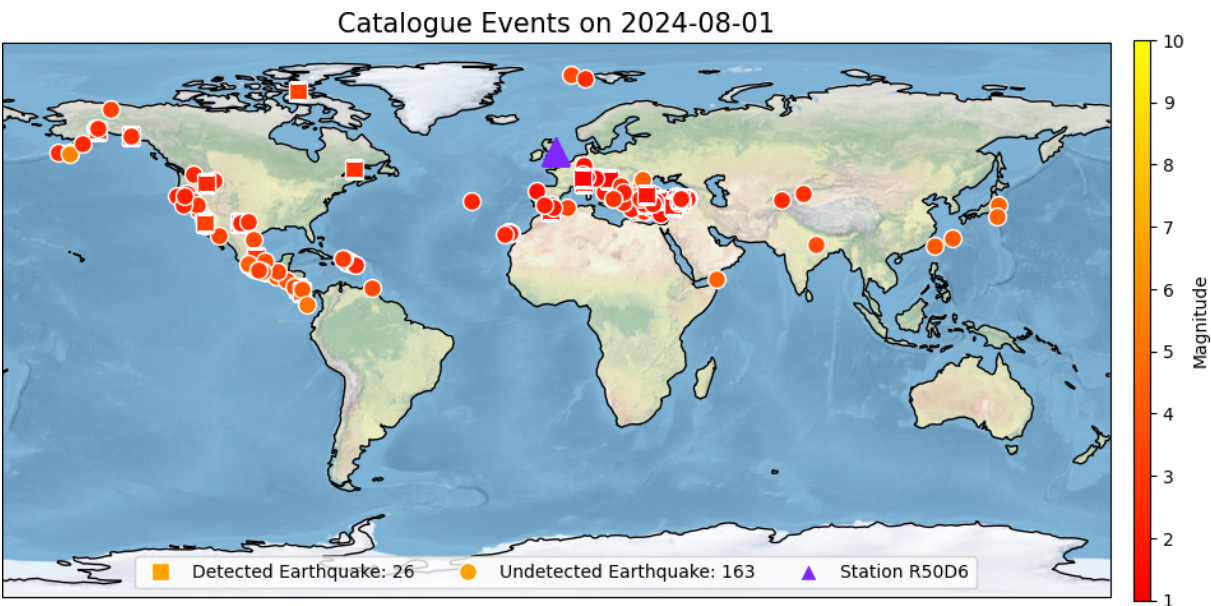 Catalogue Events on 2024-08-01
10
9
8
7
6
5
4
3
2
1
Magnitude
Detected Earthquake: 26
Undetected Earthquake: 163
Station R50D6